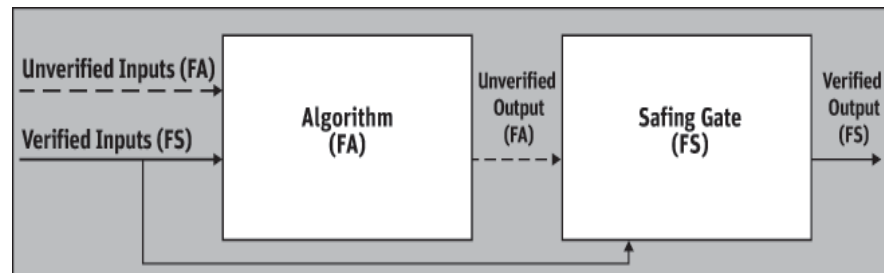 Unverified Inputs (FA)
Verified Inputs (FS)
Algorithm
(FA)
Unverified
Output
(FA)
Safing Gate
(FS)
Verified
Output
(FS)